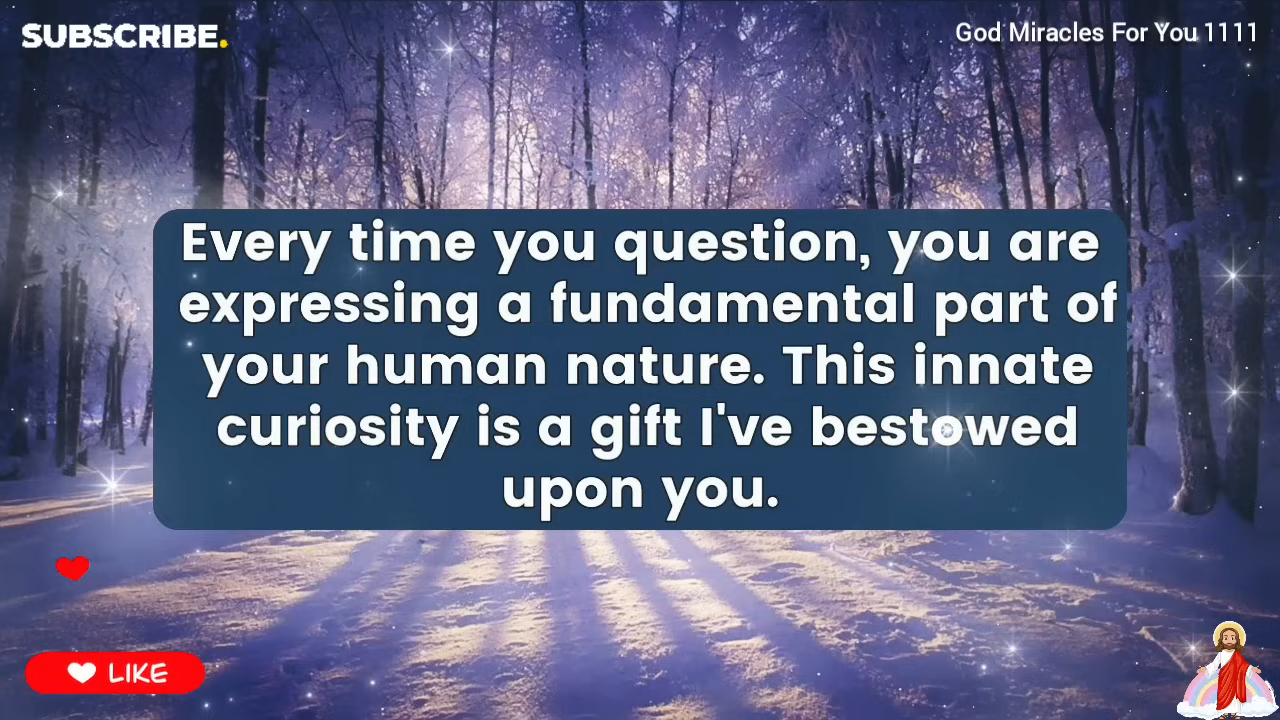 SUBSCRIBE.
God Miracles For You 1111
Every time you question, you are
expressing a fundamental part of
your human nature. This innate
curiosity is a gift I've bestowed
upon you.
LIKE